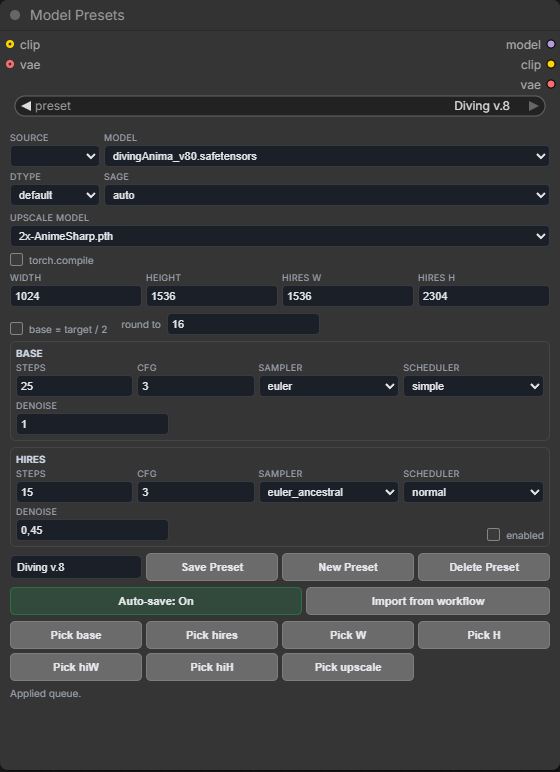 Model Presets
clip model
vae clip
vae
preset Diving v.8
SOURCE MODEL
divingAnima_v80.safetensors
DTYPE SAGE
default auto
UPSCALE MODEL
2x-AnimeSharp.pth
torch.compile
WIDTH HEIGHT HIRES W HIRES H
1024 1536 1536 2304
base = target / 2 round to 16
BASE
STEPS CFG SAMPLER SCHEDULER
25 3 euler simple
DENOISE
1
HIRES
STEPS CFG SAMPLER SCHEDULER
15 3 euler_ancestral normal
DENOISE
0,45 enabled
Diving v.8 Save Preset New Preset Delete Preset
Auto-save: On Import from workflow
Pick base Pick hires Pick W Pick H
Pick hiW Pick hiH Pick upscale
Applied queue.